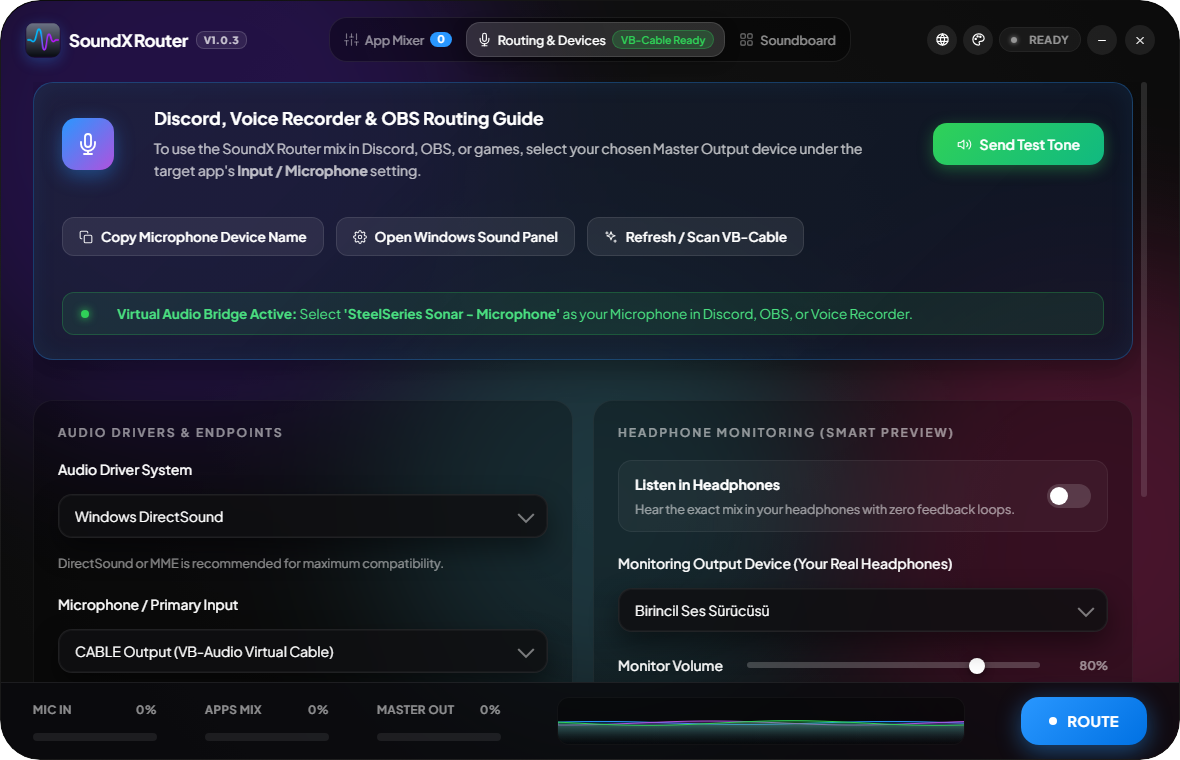 SoundX Router V1.0.3
App Mixer 0
Routing & Devices VB-Cable Ready
Soundboard
READY
Discord, Voice Recorder & OBS Routing Guide
To use the SoundX Router mix in Discord, OBS, or games, select your chosen Master Output device under the
target app's Input / Microphone setting.
Send Test Tone
Copy Microphone Device Name
Open Windows Sound Panel
Refresh / Scan VB-Cable
Virtual Audio Bridge Active: Select 'SteelSeries Sonar - Microphone' as your Microphone in Discord, OBS, or Voice Recorder.
AUDIO DRIVERS & ENDPOINTS
Audio Driver System
Windows DirectSound
DirectSound or MME is recommended for maximum compatibility.
Microphone / Primary Input
CABLE Output (VB-Audio Virtual Cable)
HEADPHONE MONITORING (SMART PREVIEW)
Listen in Headphones
Hear the exact mix in your headphones with zero feedback loops.
Monitoring Output Device (Your Real Headphones)
Birincil Ses Sürücüsü
Monitor Volume 80%
MIC IN 0%
APPS MIX 0%
MASTER OUT 0%
ROUTE